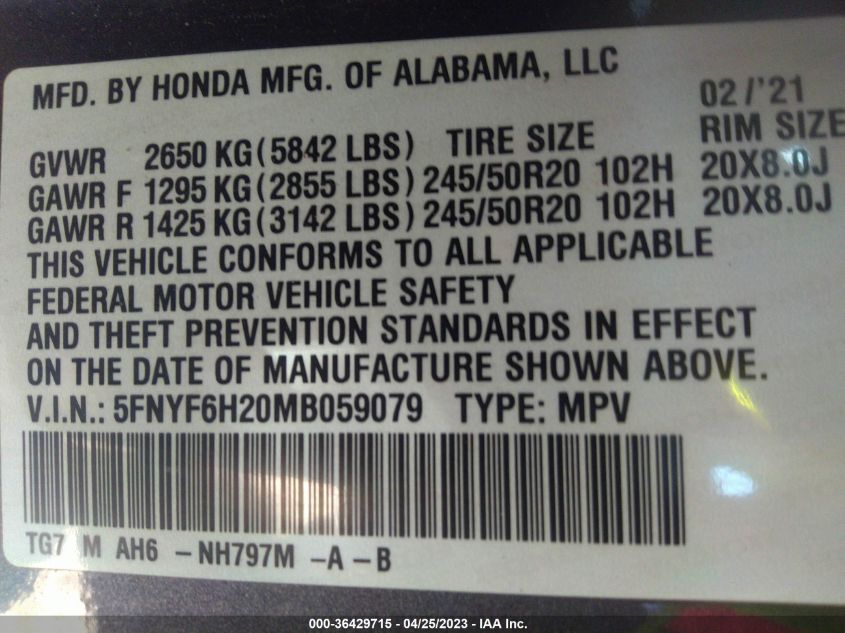 MFD. BY HONDA MFG. OF ALABAMA, LLC 02/'21
GVWR 2650 KG(5842 LBS) TIRE SIZE RIM SIZE
GAWR F 1295 KG(2855 LBS) 245/50R20 102H 20X8.0J
GAWR R 1425 KG(3142 LBS) 245/50R20 102H 20X8.0J
THIS VEHICLE CONFORMS TO ALL APPLICABLE
FEDERAL MOTOR VEHICLE SAFETY
AND THEFT PREVENTION STANDARDS IN EFFECT
ON THE DATE OF MANUFACTURE SHOWN ABOVE.
V.I.N.: 5FNYF6H20MB059079 TYPE: MPV
TG7 M AH6 -NH797M -A-B
000-36429715 - 04/25/2023 - IAA Inc.